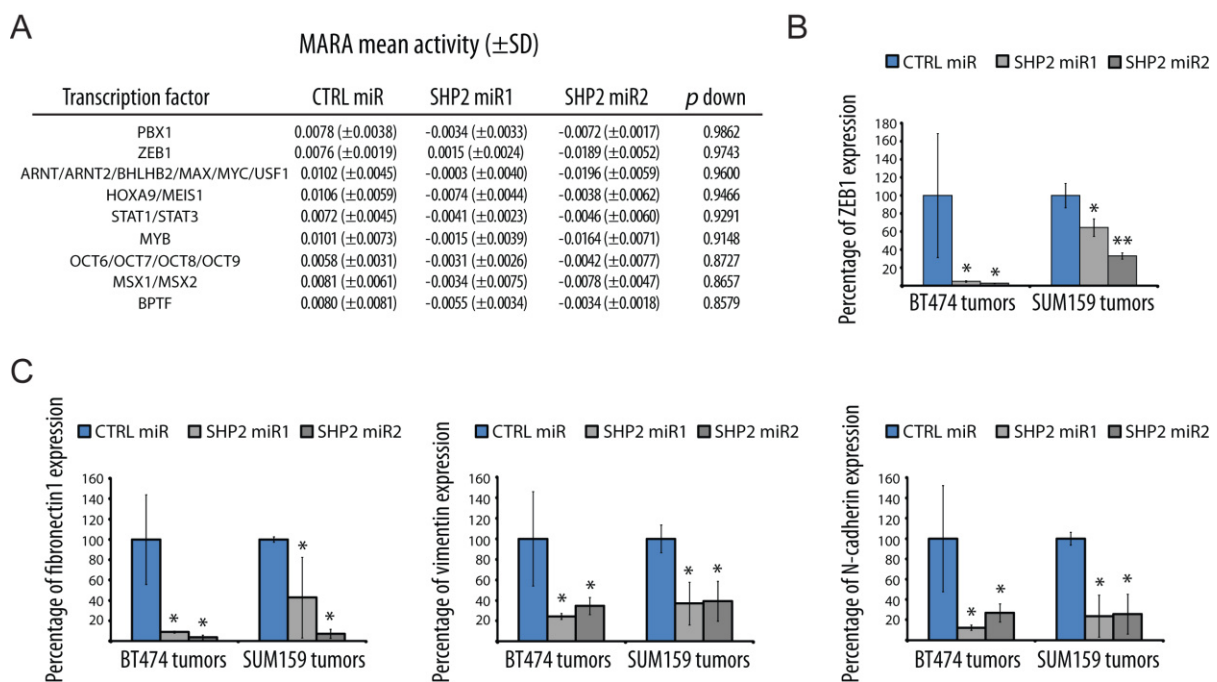 A
MARA mean activity (±SD)
Transcription factor CTRL miR SHP2 miR1 SHP2 miR2 p down
PBX1 0.0078 (±0.0038) -0.0034 (±0.0033) -0.0072 (±0.0017) 0.9862
ZEB1 0.0076 (±0.0019) 0.0015 (±0.0024) -0.0189 (±0.0052) 0.9743
ARNT/ARNT2/BHLHB2/MAX/MYC/USF1 0.0102 (±0.0045) -0.0003 (±0.0040) -0.0196 (±0.0059) 0.9600
HOXA9/MEIS1 0.0106 (±0.0059) -0.0074 (±0.0044) -0.0038 (±0.0062) 0.9466
STAT1/STAT3 0.0072 (±0.0045) -0.0041 (±0.0023) -0.0046 (±0.0060) 0.9291
MYB 0.0101 (±0.0073) -0.0015 (±0.0039) -0.0164 (±0.0071) 0.9148
OCT6/OCT7/OCT8/OCT9 0.0058 (±0.0031) -0.0031 (±0.0026) -0.0042 (±0.0077) 0.8727
MSX1/MSX2 0.0081 (±0.0061) -0.0034 (±0.0075) -0.0078 (±0.0047) 0.8657
BPTF 0.0080 (±0.0081) -0.0055 (±0.0034) -0.0034 (±0.0018) 0.8579
B
CTRL miR SHP2 miR1 SHP2 miR2
Percentage of ZEB1 expression
180
160
140
120
100
80
60
40
20
* * * **
BT474 tumors SUM159 tumors
C
CTRL miR SHP2 miR1 SHP2 miR2
Percentage of fibronectin1 expression
160
140
120
100
80
60
40
20
* * * *
BT474 tumors SUM159 tumors
CTRL miR SHP2 miR1 SHP2 miR2
Percentage of vimentin expression
160
140
120
100
80
60
40
20
* * * *
BT474 tumors SUM159 tumors
CTRL miR SHP2 miR1 SHP2 miR2
Percentage of N-cadherin expression
160
140
120
100
80
60
40
20
* * * *
BT474 tumors SUM159 tumors